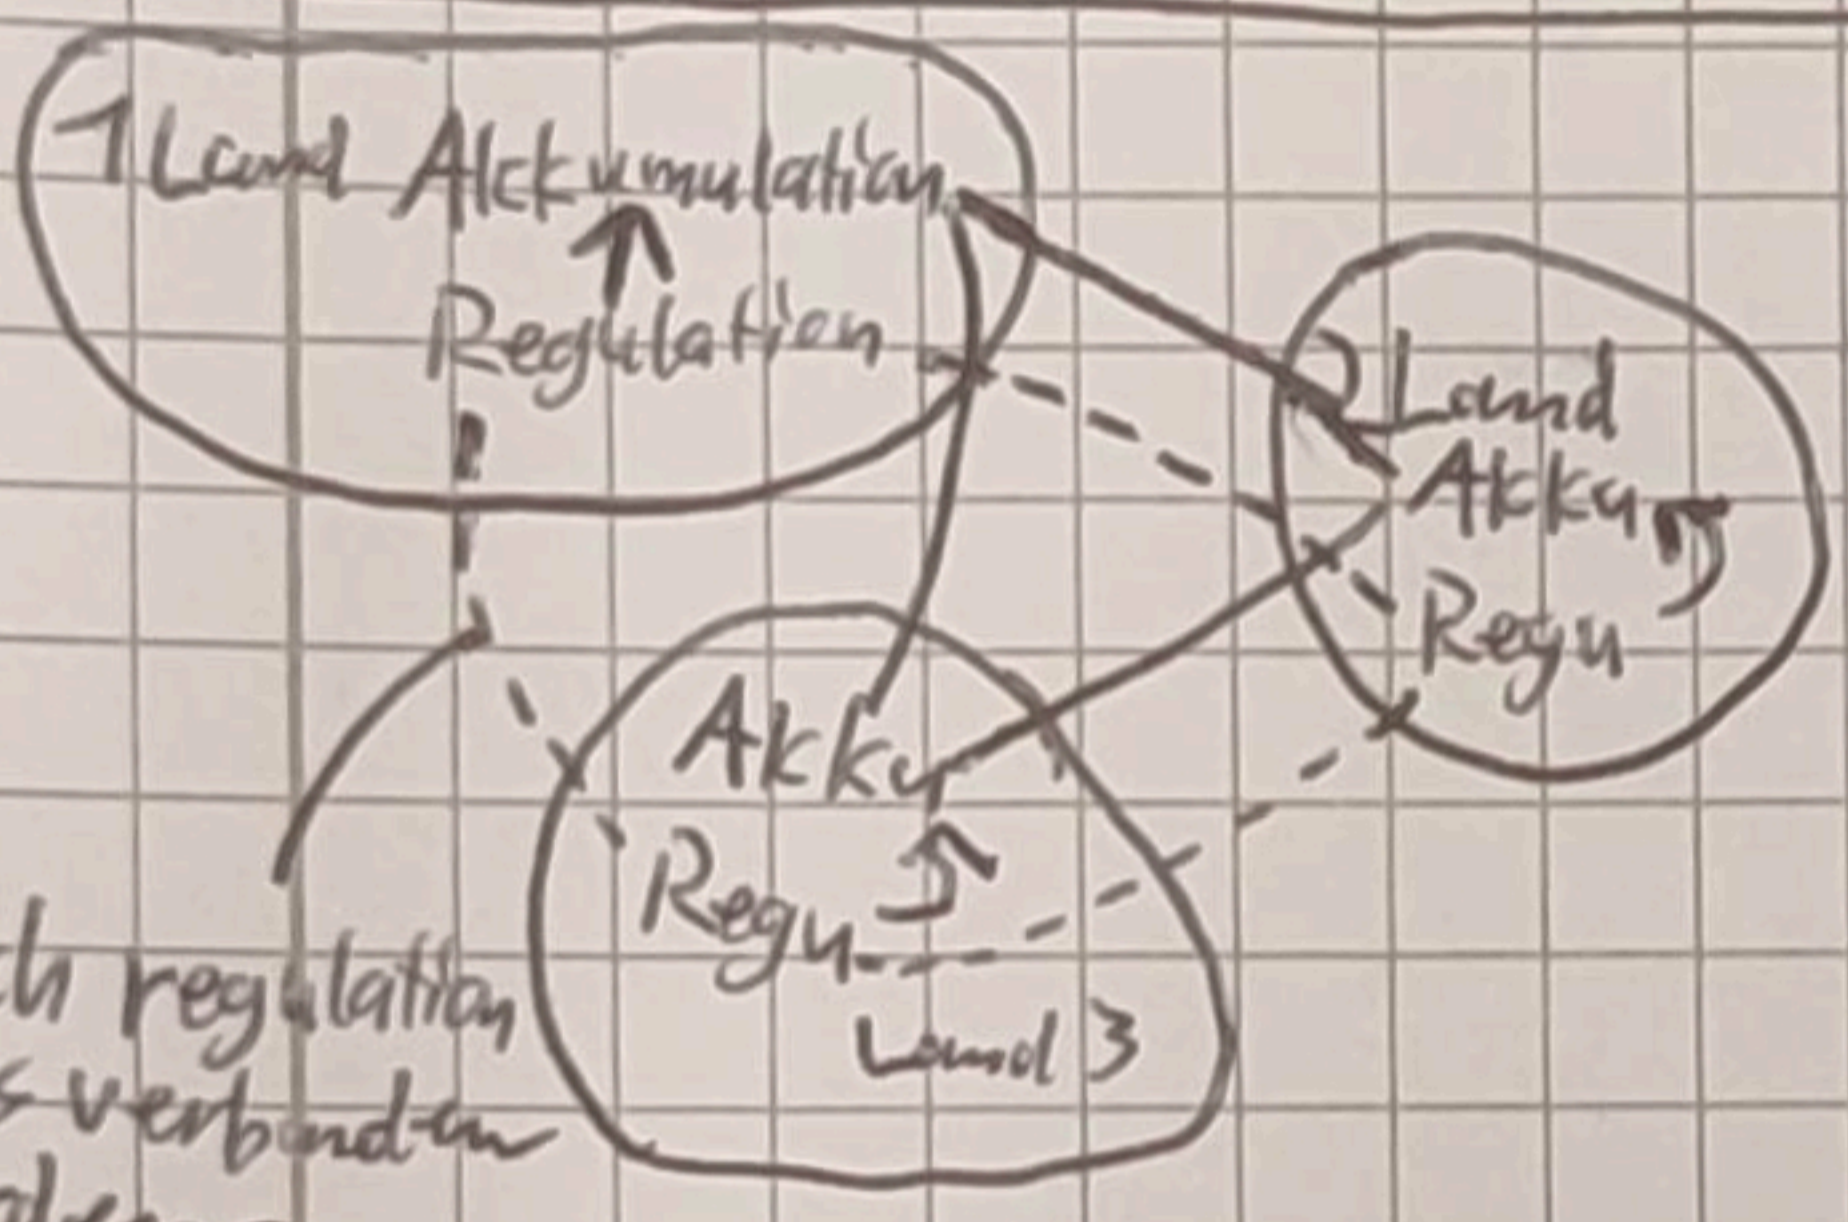 1 Land Akkumulation
Regulation
2 Land
Akku
Regu
Akku
Regu
Land 3
regulation
verbunden